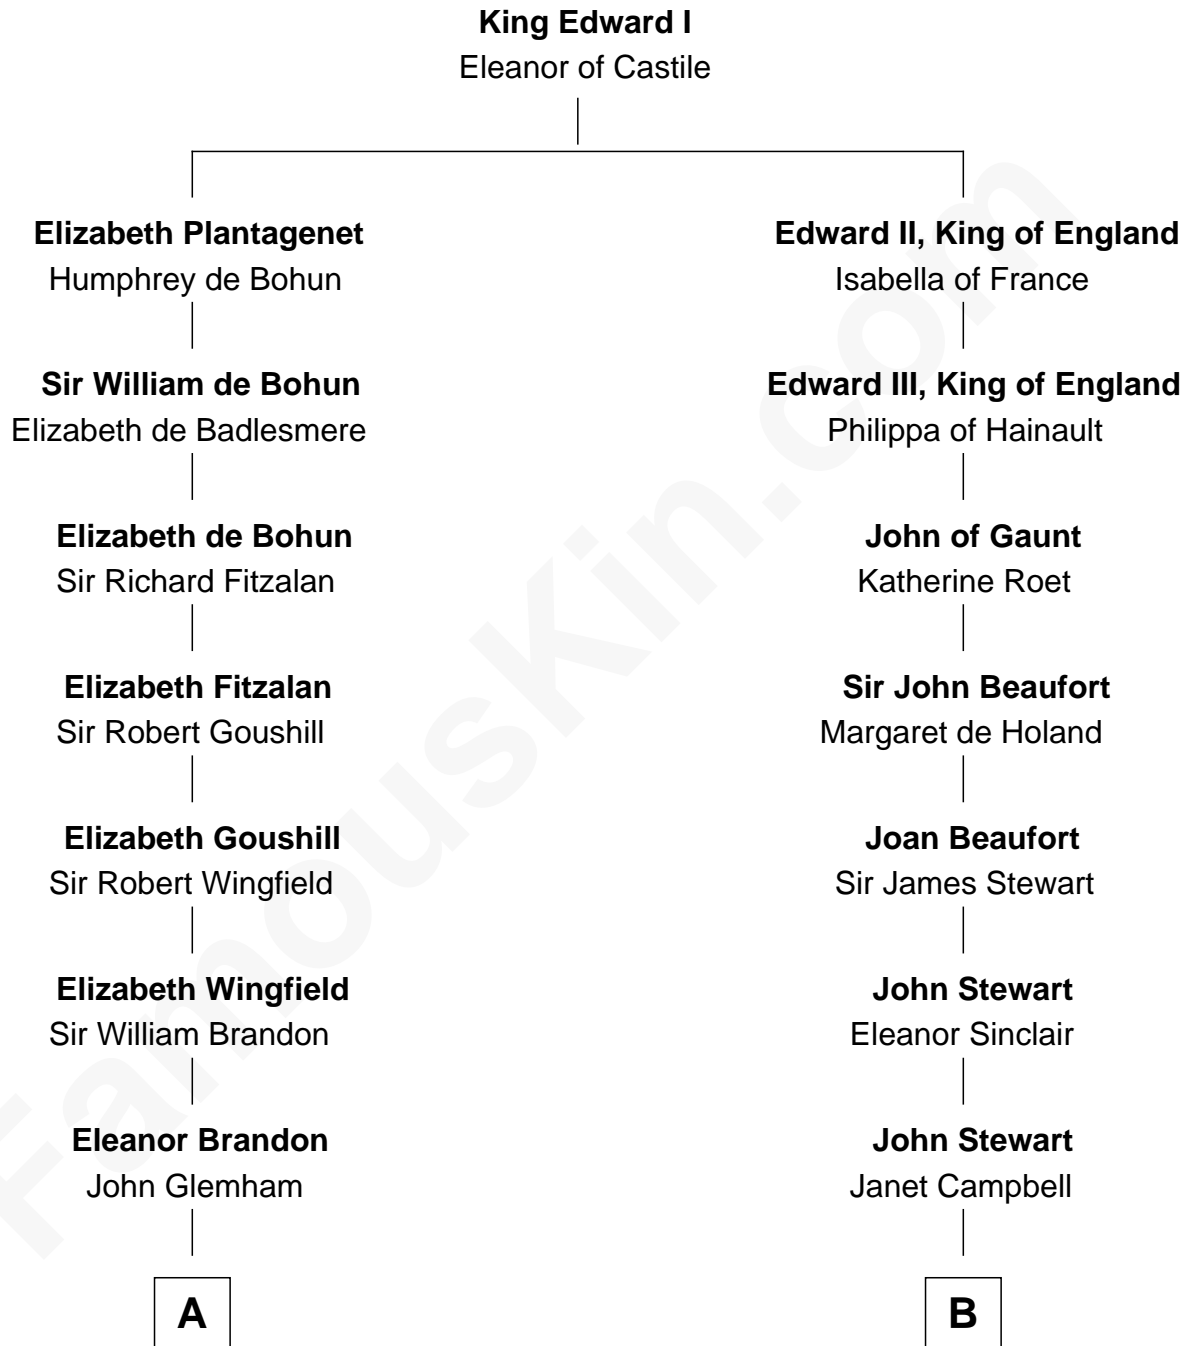 King Edward I
Eleanor of Castile
Elizabeth Plantagenet
Humphrey de Bohun
Edward II, King of England
Isabella of France
Sir William de Bohun
Elizabeth de Badlesmere
Edward III, King of England
Philippa of Hainault
Elizabeth de Bohun
Sir Richard Fitzalan
John of Gaunt
Katherine Roet
Elizabeth Fitzalan
Sir Robert Goushill
Sir John Beaufort
Margaret de Holand
Elizabeth Goushill
Sir Robert Wingfield
Joan Beaufort
Sir James Stewart
Elizabeth Wingfield
Sir William Brandon
John Stewart
Eleanor Sinclair
Eleanor Brandon
John Glemham
John Stewart
Janet Campbell
A
B
FamousKin.com